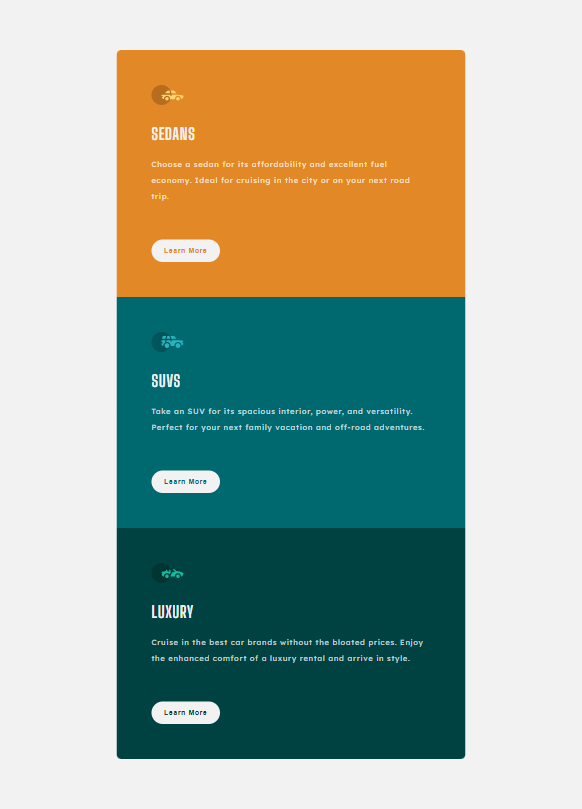 SEDANS
Choose a sedan for its affordability and excellent fuel
economy. Ideal for cruising in the city or on your next road
trip.
Learn More
SUVS
Take an SUV for its spacious interior, power, and versatility.
Perfect for your next family vacation and off-road adventures.
Learn More
LUXURY
Cruise in the best car brands without the bloated prices. Enjoy
the enhanced comfort of a luxury rental and arrive in style.
Learn More